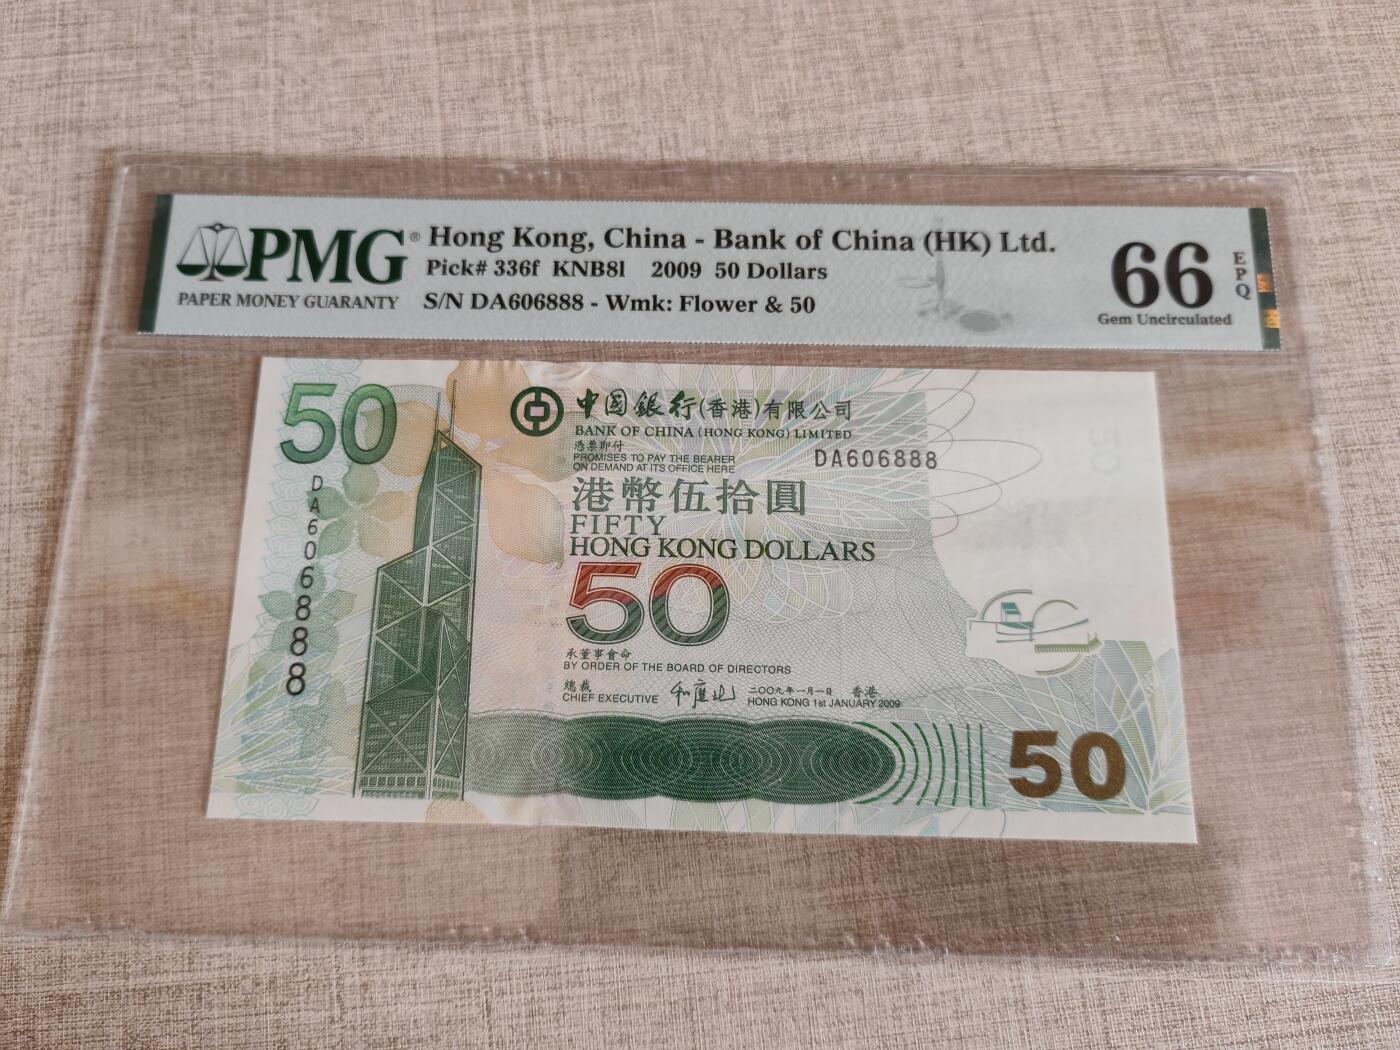 PMG®
PAPER MONEY GUARANTY
Hong Kong, China - Bank of China (HK) Ltd.
Pick# 336f KNB8l 2009 50 Dollars
S/N DA606888 - Wmk: Flower & 50
66
EPQ
Gem Uncirculated
50
中國銀行(香港)有限公司
BANK OF CHINA (HONG KONG) LIMITED
憑票即付
PROMISES TO PAY THE BEARER
ON DEMAND AT ITS OFFICE HERE
DA606888
DA606888
港幣伍拾圓
FIFTY
HONG KONG DOLLARS
50
承董事會命
BY ORDER OF THE BOARD OF DIRECTORS
總裁
CHIEF EXECUTIVE
二〇〇九年一月一日 香港
HONG KONG 1st JANUARY 2009
50